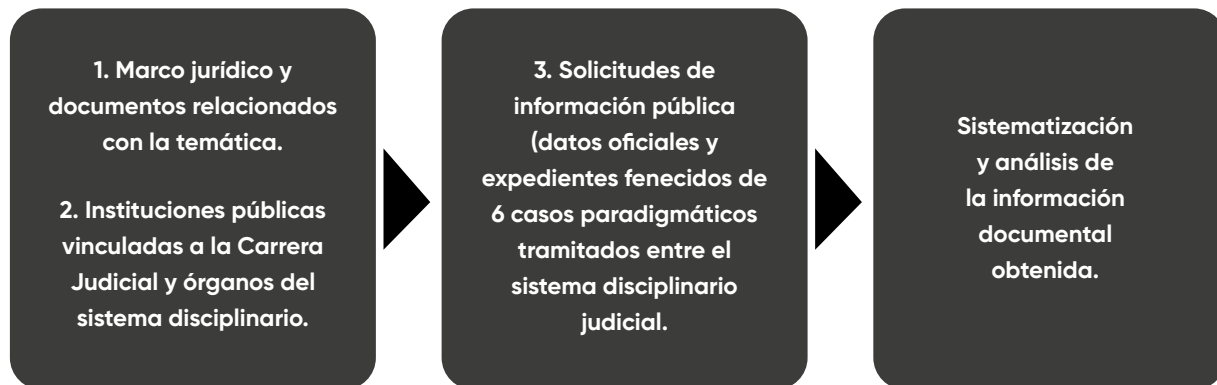 1. Marco jurídico y
documentos relacionados
con la temática.
2. Instituciones públicas
vinculadas a la Carrera
Judicial y órganos del
sistema disciplinario.
3. Solicitudes de
información pública
(datos oficiales y
expedientes fenecidos de
6 casos paradigmáticos
tramitados entre el
sistema disciplinario
judicial.
Sistematización
y análisis de
la información
documental
obtenida.